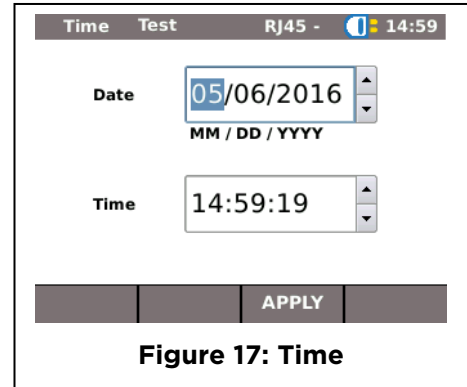 Time Test RJ45 - 14:59
Date 05/06/2016
MM / DD / YYYY
Time 14:59:19
APPLY
Figure 17: Time